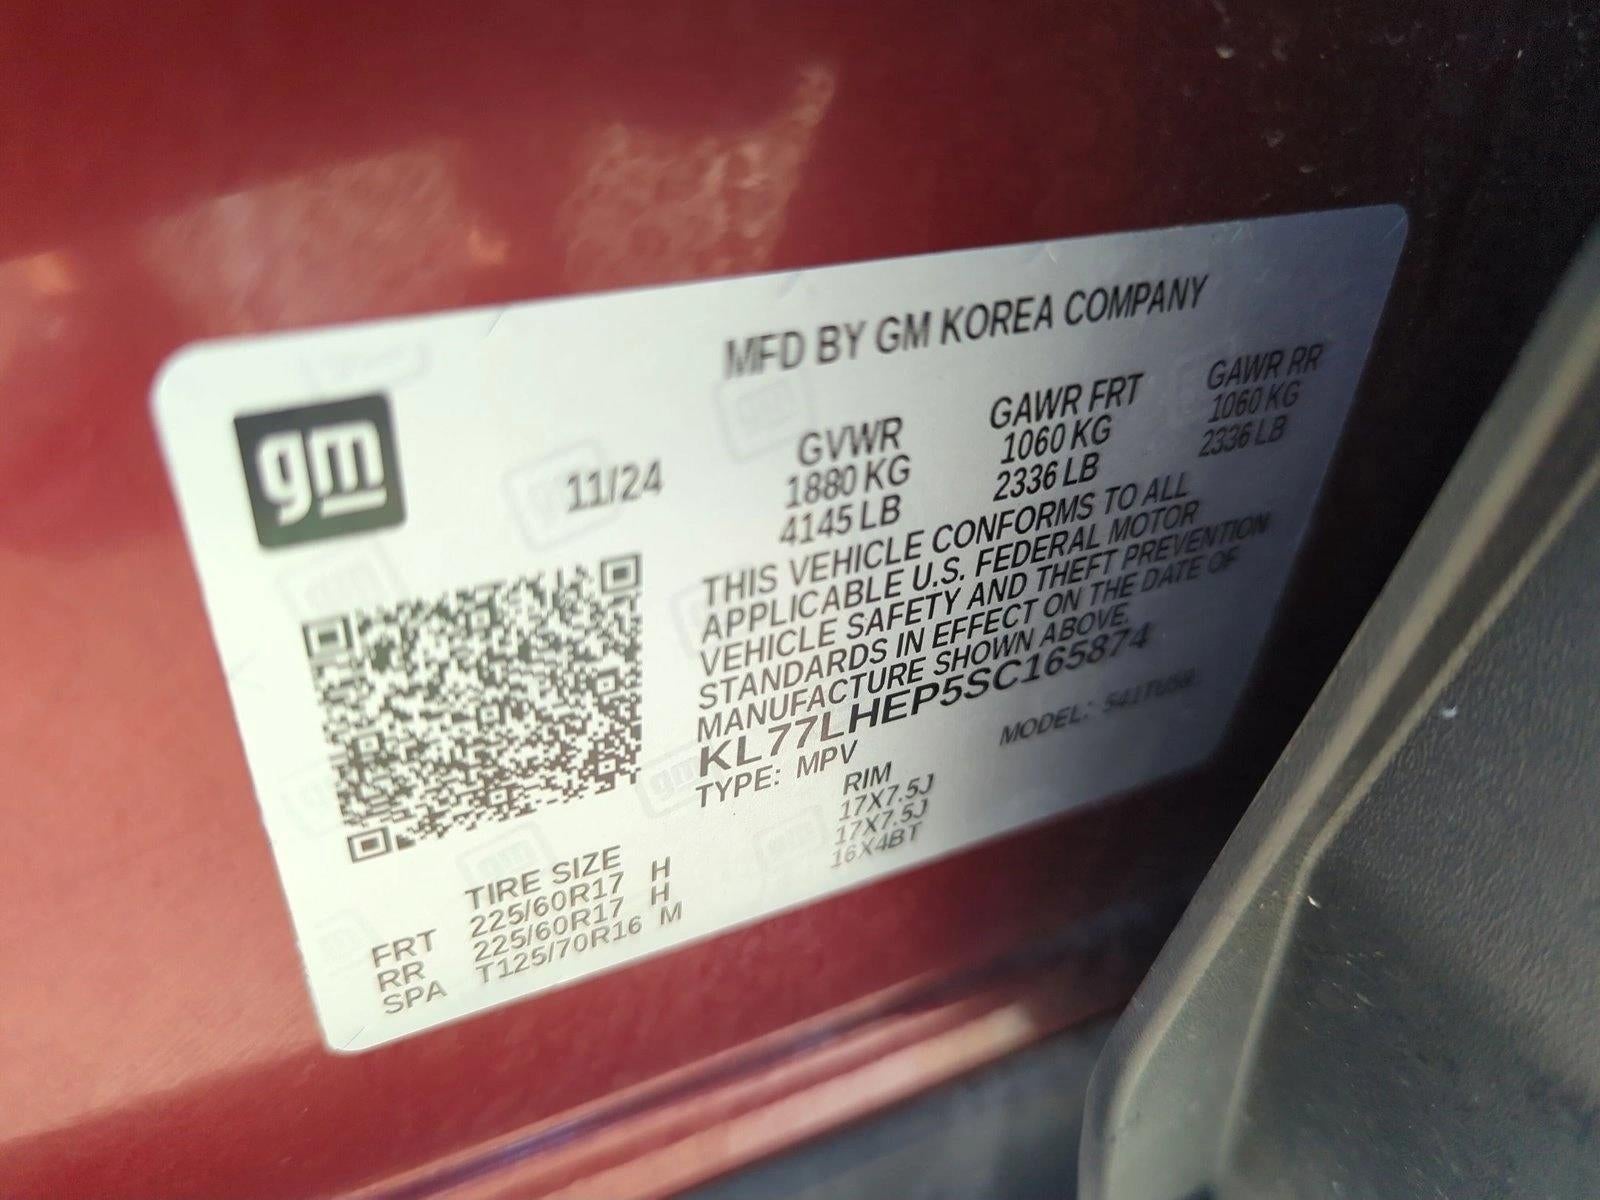 MFD BY GM KOREA COMPANY
gm
11/24
GVWR GAWR FRT GAWR RR
1880 KG 1060 KG 1060 KG
4145 LB 2336 LB 2336 LB
THIS VEHICLE CONFORMS TO ALL
APPLICABLE U.S. FEDERAL MOTOR
VEHICLE SAFETY AND THEFT PREVENTION
STANDARDS IN EFFECT ON THE DATE OF
MANUFACTURE SHOWN ABOVE.
KL77LHEP5SC165874
TYPE: MPV MODEL:
TIRE SIZE RIM
FRT 225/60R17 H 17X7.5J
RR 225/60R17 H 17X7.5J
SPA T125/70R16 M 16X4BT